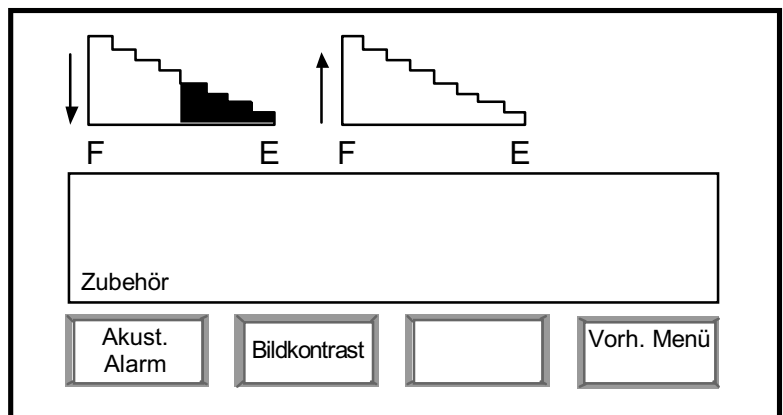 F E F E
Zubehör
Akust.
Alarm
Bildkontrast
Vorh. Menü